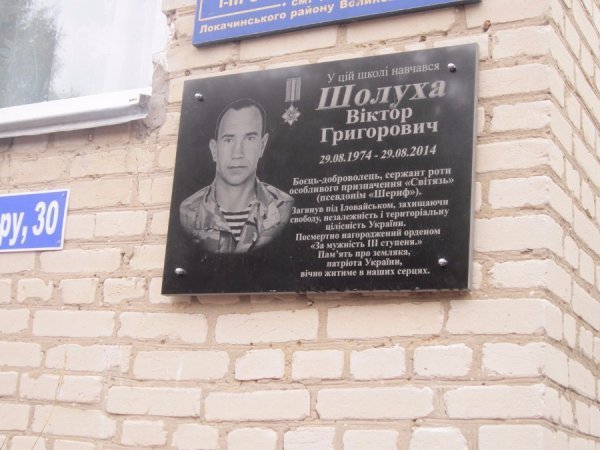 І-ІІІ
Локачинського району
У цій школі навчався
Шолуха
Віктор
Григорович
29.08.1974 - 29.08.2014
Боєць-доброволець, сержант роти
особливого призначення «Світязь»
(псевдонім «Шериф»).
Загинув під Іловайськом, захищаючи
свободу, незалежність і територіальну
цілісність України.
Посмертно нагороджений орденом
«За мужність ІІІ ступеня.»
Пам'ять про земляка,
патріота України,
вічно житиме в наших серцях.
ру, 30